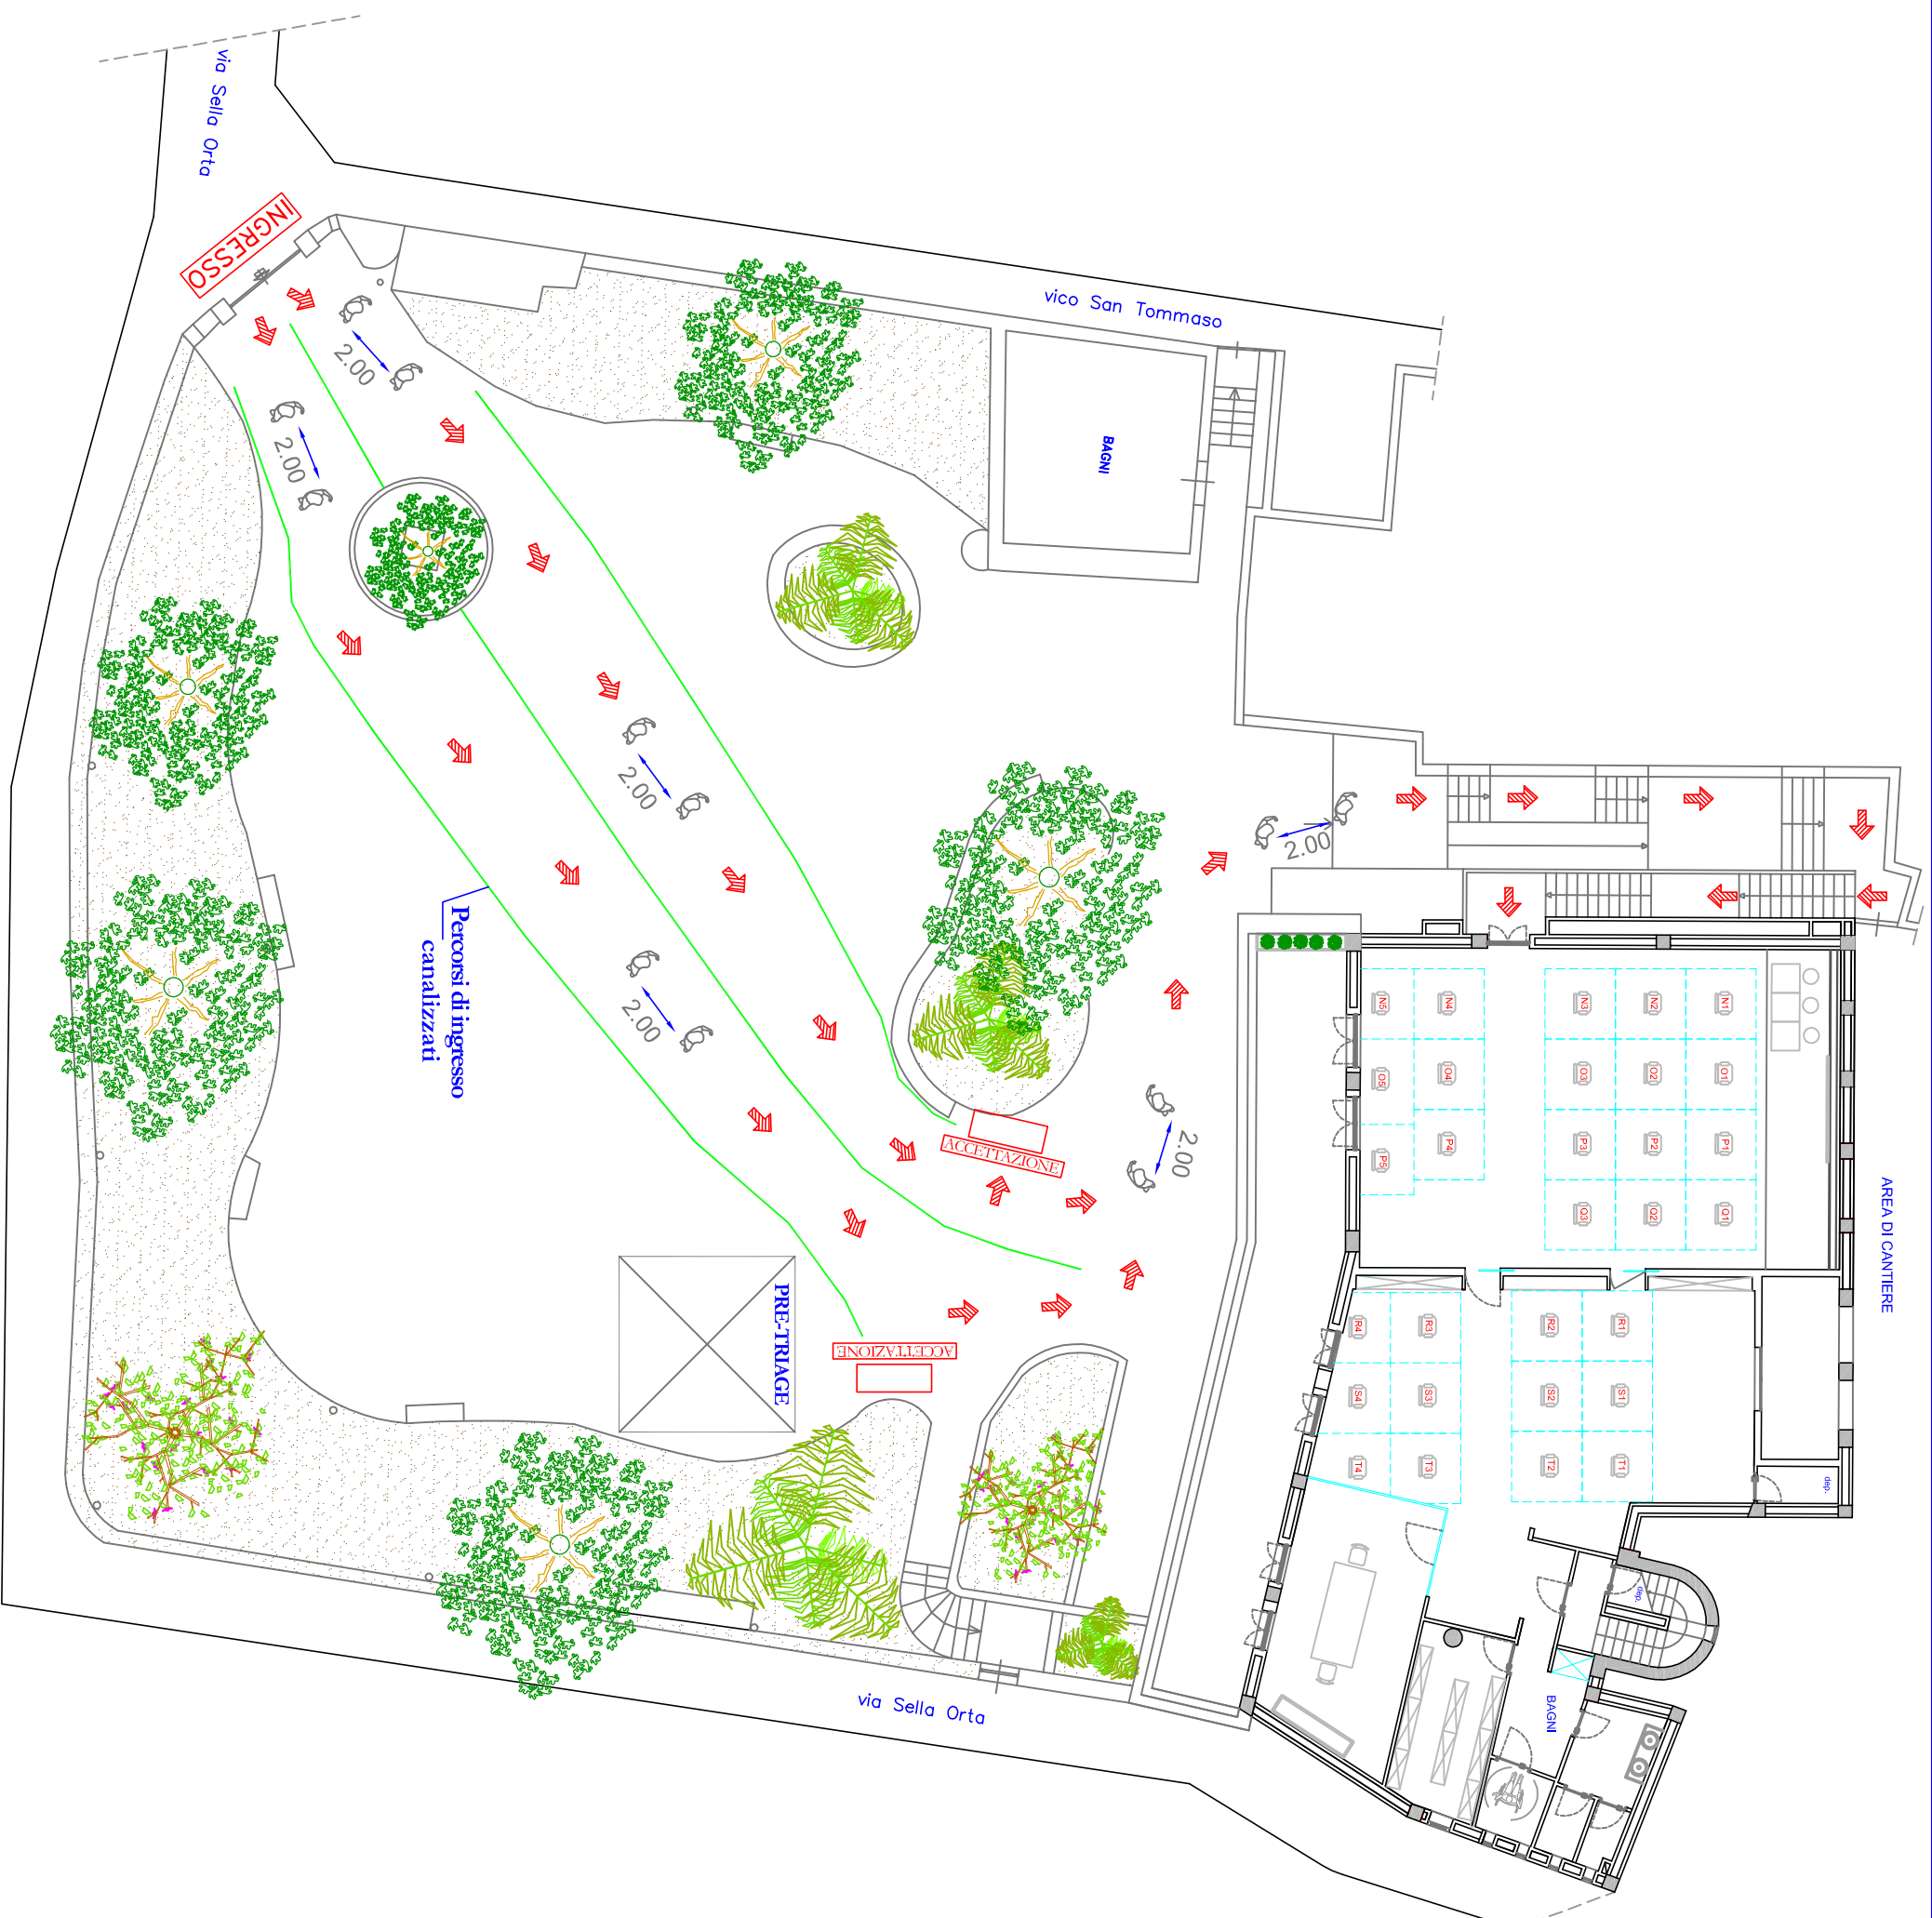 via Sella Orta
INGRESSO
vico San Tommaso
BAGNI
2.00
2.00
2.00
2.00
2.00
2.00
Percorsi di ingresso
canalizzati
ACCETTAZIONE
ACCETTAZIONE
PRE-TRIAGE
via Sella Orta
AREA DI CANTIERE
N5
N4
N3
N2
N1
O5
O4
O3
O2
O1
P5
P4
P3
P2
P1
Q3
Q2
Q1
R4
R3
R2
R1
S4
S3
S2
S1
T4
T3
T2
T1
dep.
dep.
BAGNI